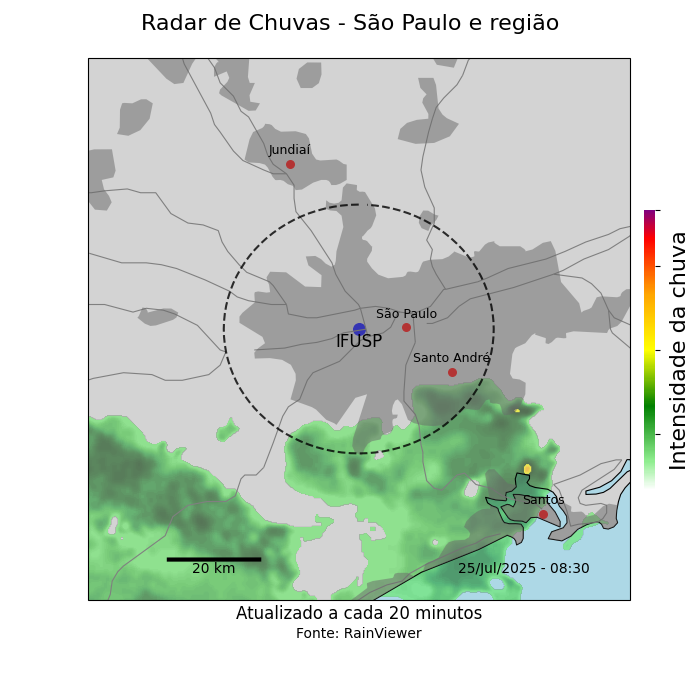 Radar de Chuvas - São Paulo e região
Jundiaí
São Paulo
IFUSP
Santo André
Intensidade da chuva
Santos
20 km
25/Jul/2025 - 08:30
Atualizado a cada 20 minutos
Fonte: RainViewer